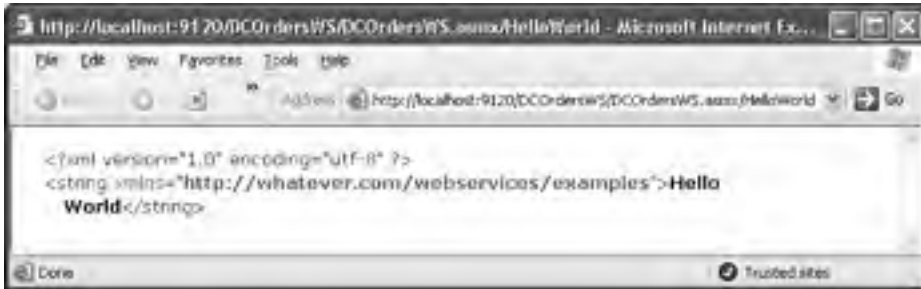 http://localhost:9120/DCOrdersWS/DCOrdersWS.asmx/HelloWorld - Microsoft Internet Ex...
File Edit View Favorites Tools Help
Address http://localhost:9120/DCOrdersWS/DCOrdersWS.asmx/HelloWorld Go
<?xml version="1.0" encoding="utf-8" ?>
<string xmlns="http://whatever.com/webservices/examples">Hello
World</string>
Done Trusted sites